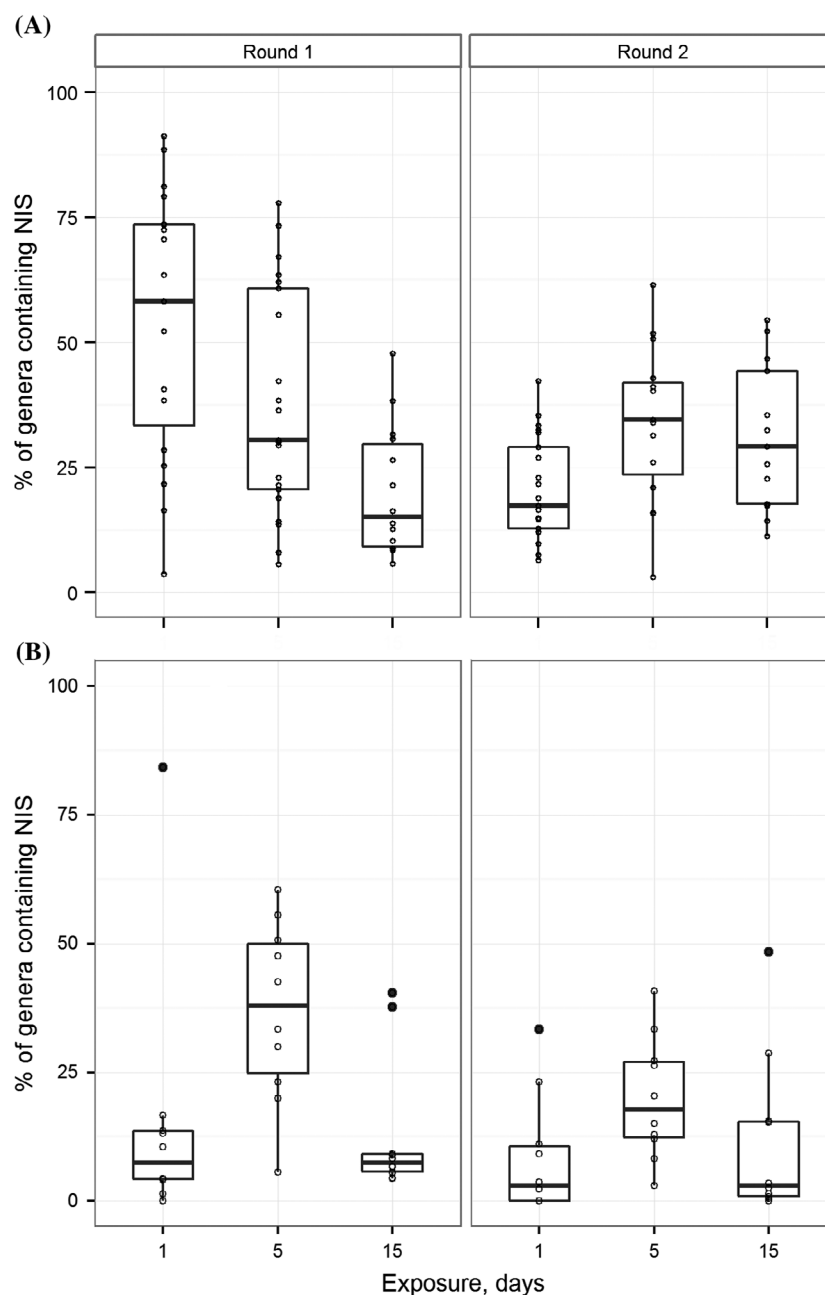 (A)
Round 1
Round 2
% of genera containing NIS
100
75
50
25
0
(B)
% of genera containing NIS
100
75
50
25
0
1
5
15
1
5
15
Exposure, days